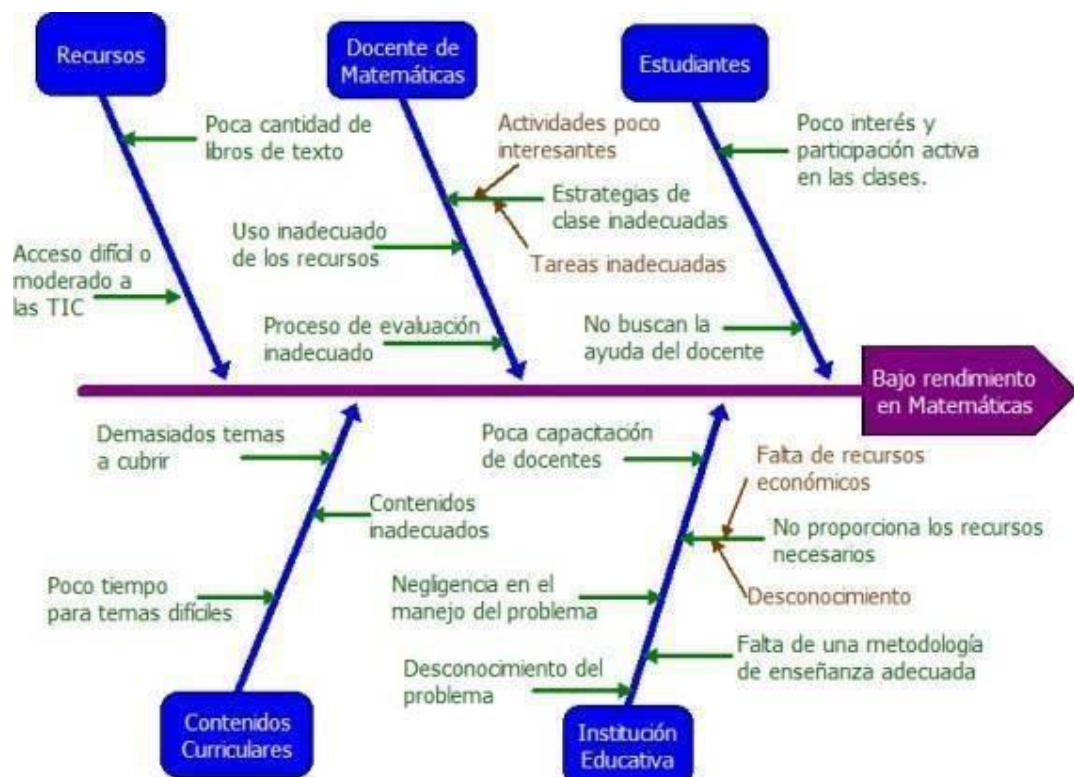 Recursos
Docente de
Matemáticas
Estudiantes
Poca cantidad de
libros de texto
Actividades poco
interesantes
Poco interés y
participación activa
en las clases.
Estrategias de
clase inadecuadas
Uso inadecuado
de los recursos
Acceso difícil o
moderado a
las TIC
Tareas inadecuadas
Proceso de evaluación
inadecuado
No buscan la
ayuda del docente
Bajo rendimiento
en Matemáticas
Demasiados temas
a cubrir
Poca capacitación
de docentes
Falta de recursos
económicos
Contenidos
inadecuados
No proporciona los recursos
necesarios
Poco tiempo
para temas difíciles
Negligencia en el
manejo del problema
Desconocimiento
Falta de una metodología
de enseñanza adecuada
Desconocimiento del
problema
Contenidos
Curriculares
Institución
Educativa